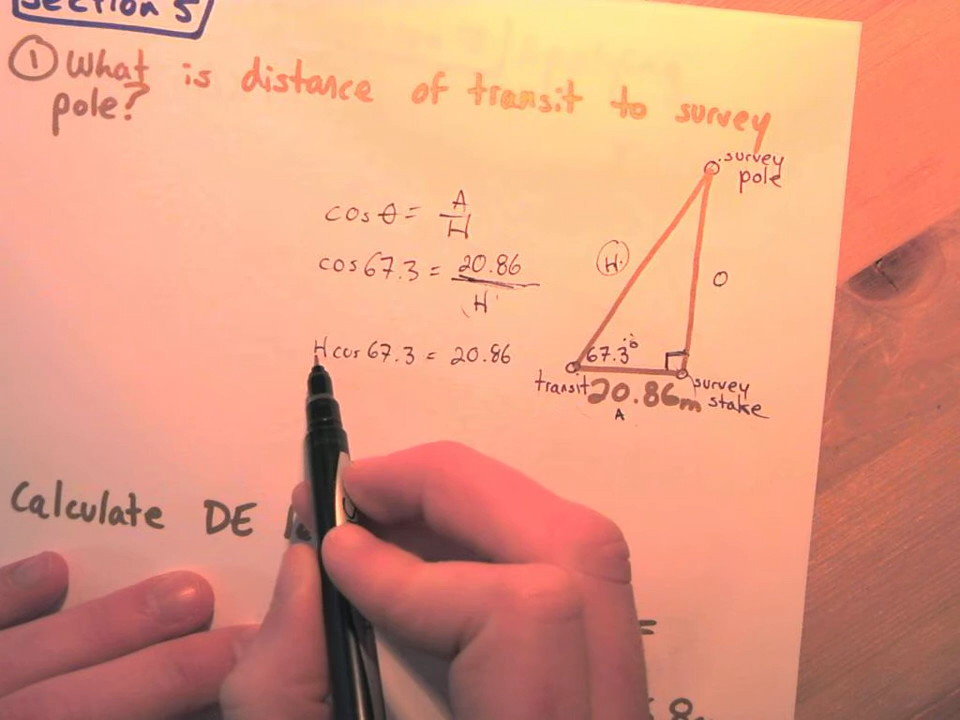 Section 5
① What is distance of transit to survey
pole?
survey
pole
cos θ = A
H
cos 67.3 = 20.86
H
H
O
H cos 67.3 = 20.86
67.3°
transit
20.86m
survey
stake
A
Calculate DE
=